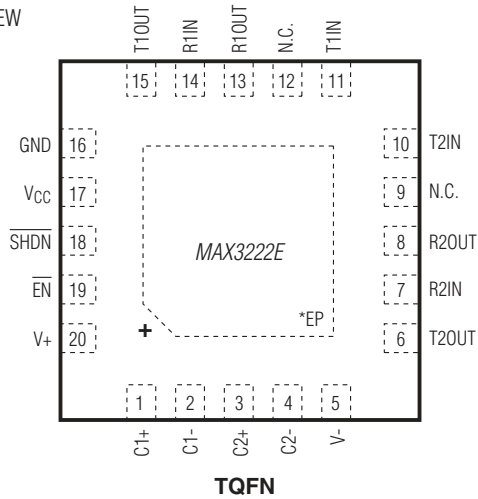 EW
T1OUT
R1IN
R1OUT
N.C.
T1IN
15 14 13 12 11
GND 16
VCC 17
SHDN 18
EN 19
V+ 20
10 T2IN
9 N.C.
8 R2OUT
7 R2IN
6 T2OUT
MAX3222E
*EP
+
1 2 3 4 5
C1+
C1-
C2+
C2-
V-
TQFN